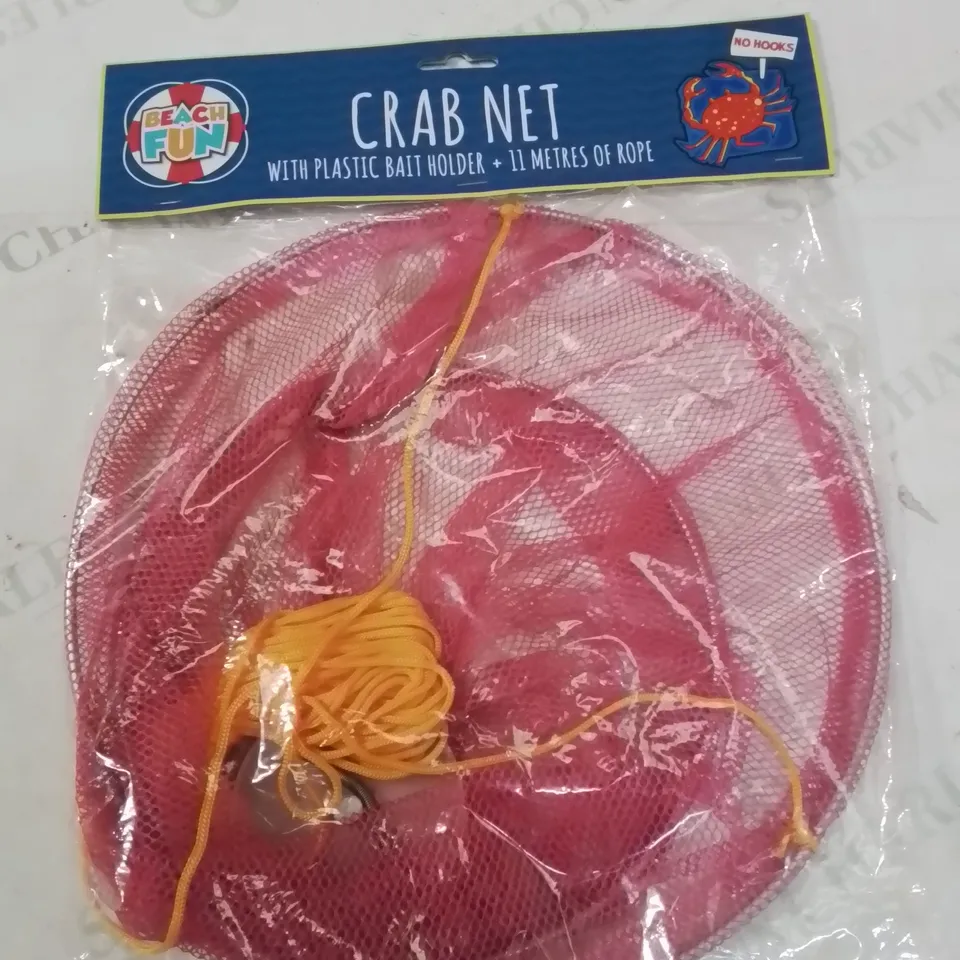 NO HOOKS
BEACH
FUN
CRAB NET
WITH PLASTIC BAIT HOLDER + 11 METRES OF ROPE